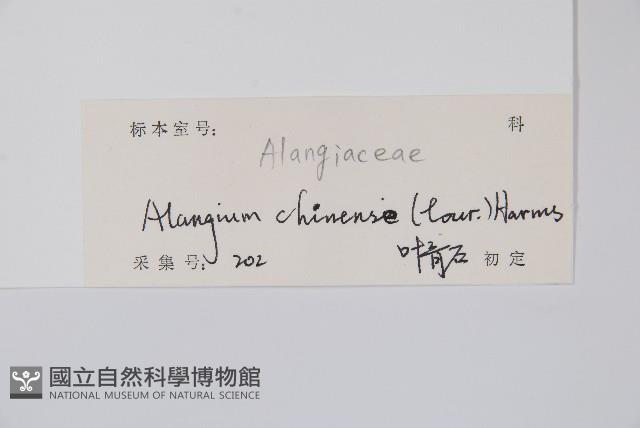 标本室号: 科
Alangiaceae
Alangium chinense (Lour.) Harms
采集号: 202 叶育石 初定
國立自然科學博物館
NATIONAL MUSEUM OF NATURAL SCIENCE